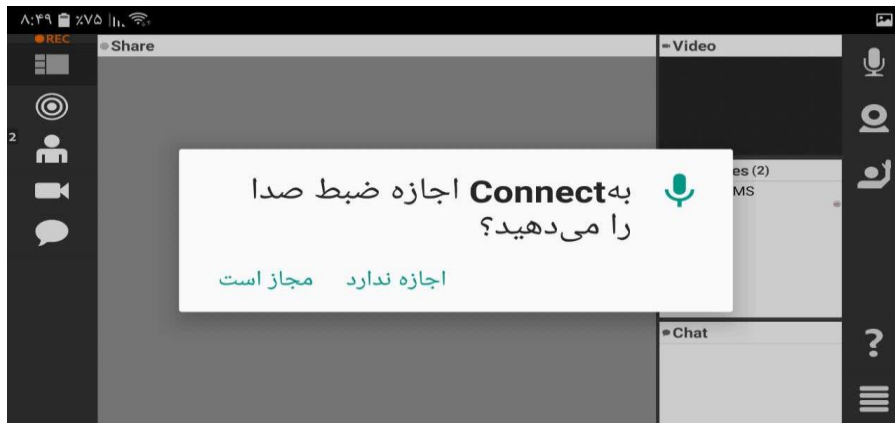 ۸:۴۹ ٪۷۵
REC
Share
Video
2
es (2)
MS
به Connect اجازه ضبط صدا
را می‌دهید؟
اجازه ندارد مجاز است
Chat
?